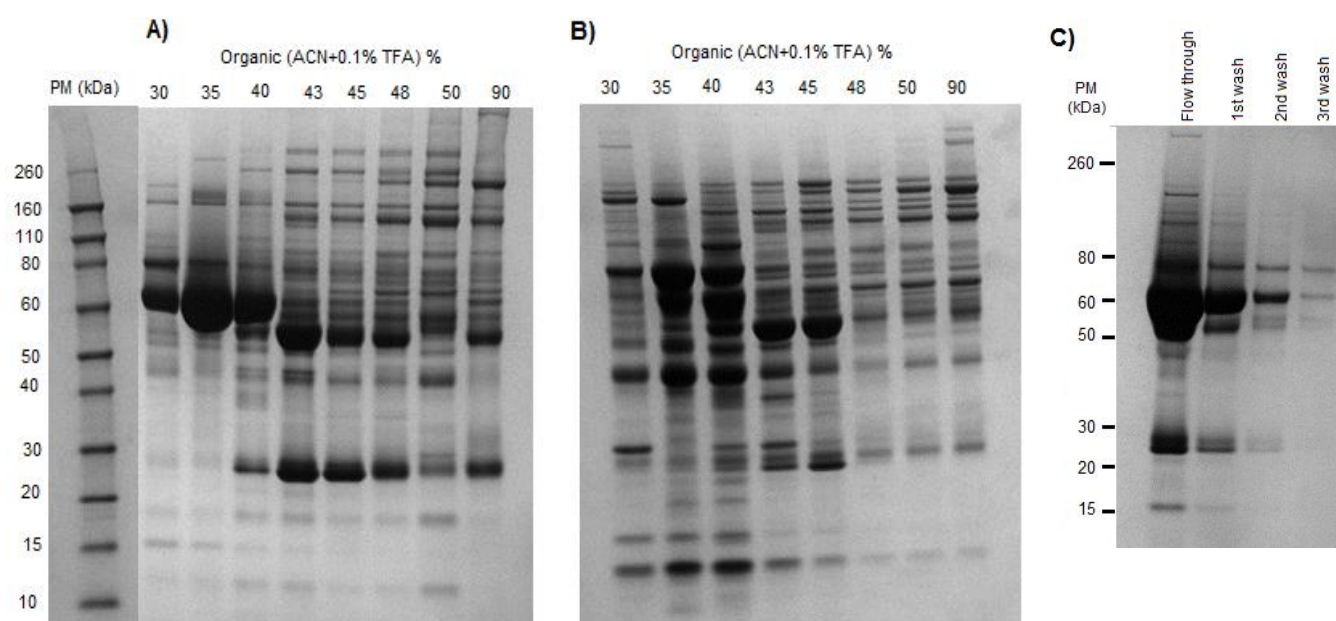 A)
Organic (ACN+0.1% TFA) %
PM (kDa) 30 35 40 43 45 48 50 90
260
160
110
80
60
50
40
30
20
15
10
B)
Organic (ACN+0.1% TFA) %
30 35 40 43 45 48 50 90
C)
PM
(kDa)
Flow through
1st wash
2nd wash
3rd wash
260
80
60
50
30
20
15